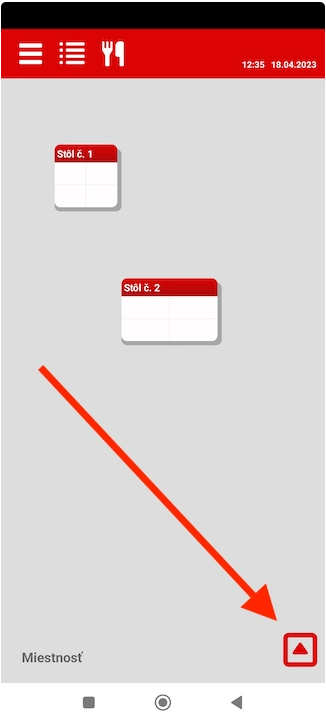 12:35 18.04.2023
Stôl č. 1
Stôl č. 2
Miestnosť